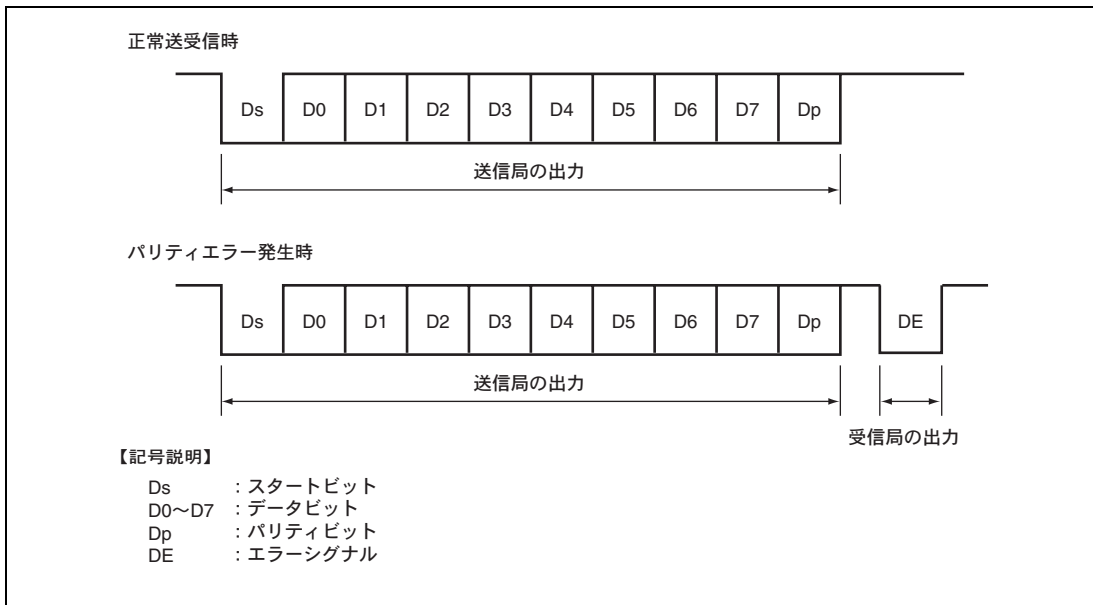 正常送受信時
Ds D0 D1 D2 D3 D4 D5 D6 D7 Dp
送信局の出力
パリティエラー発生時
Ds D0 D1 D2 D3 D4 D5 D6 D7 Dp DE
送信局の出力
受信局の出力
【記号説明】
Ds : スタートビット
D0~D7 : データビット
Dp : パリティビット
DE : エラーシグナル